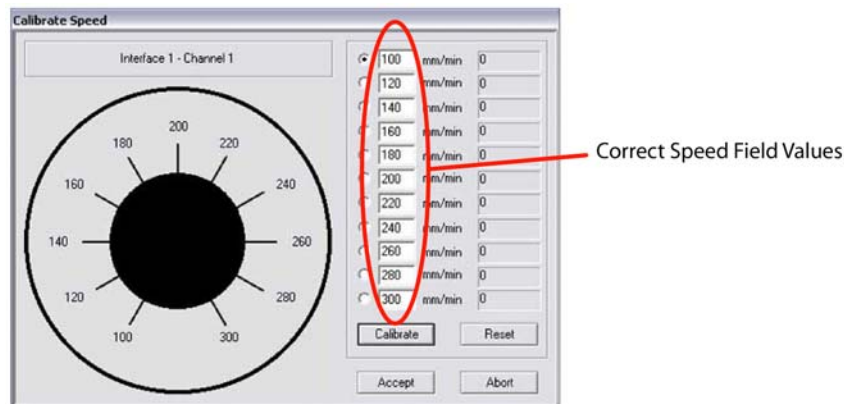 Calibrate Speed
Interface 1 - Channel 1
200
180
220
160
240
140
260
120
280
100
300
100 mm/min 0
120 mm/min 0
140 mm/min 0
160 mm/min 0
180 mm/min 0
200 mm/min 0
220 mm/min 0
240 mm/min 0
260 mm/min 0
280 mm/min 0
300 mm/min 0
Calibrate Reset
Accept Abort
Correct Speed Field Values